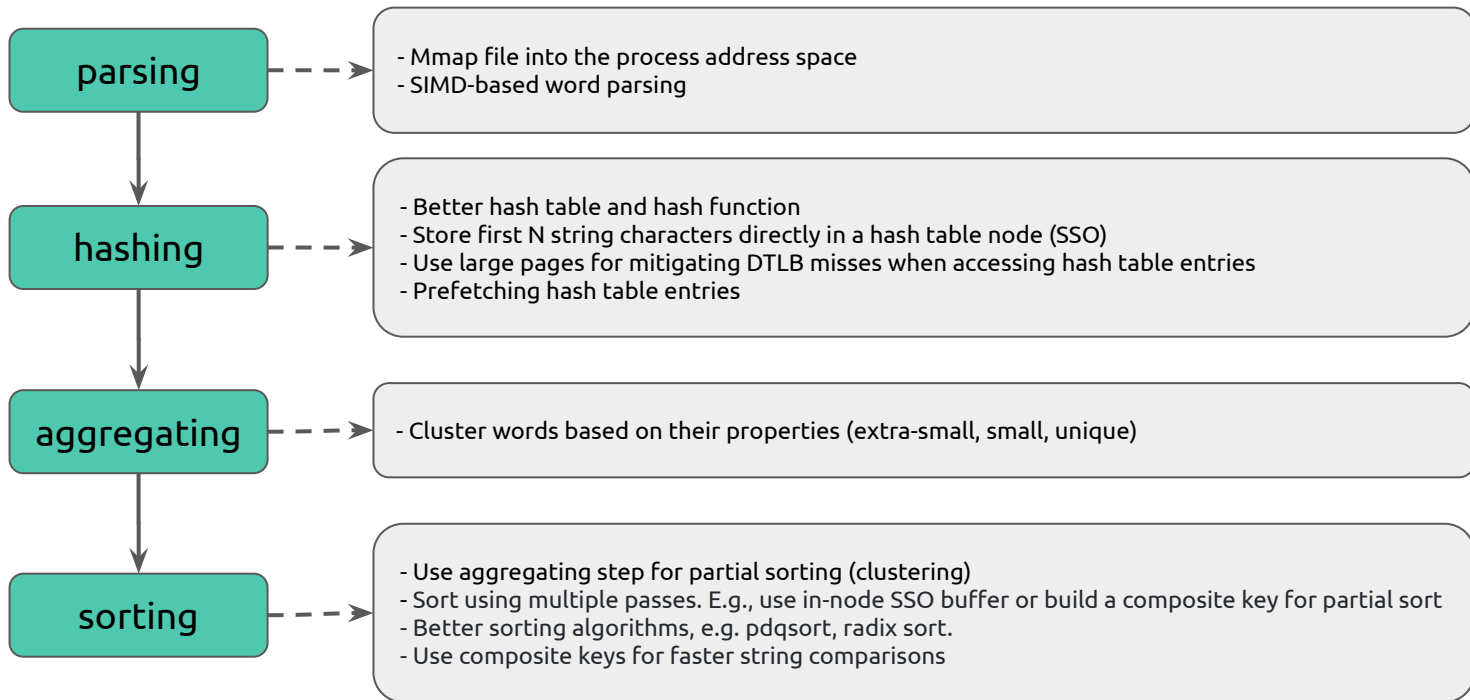 parsing
- Mmap file into the process address space
- SIMD-based word parsing
hashing
- Better hash table and hash function
- Store first N string characters directly in a hash table node (SSO)
- Use large pages for mitigating DTLB misses when accessing hash table entries
- Prefetching hash table entries
aggregating
- Cluster words based on their properties (extra-small, small, unique)
sorting
- Use aggregating step for partial sorting (clustering)
- Sort using multiple passes. E.g., use in-node SSO buffer or build a composite key for partial sort
- Better sorting algorithms, e.g. pdqsort, radix sort.
- Use composite keys for faster string comparisons